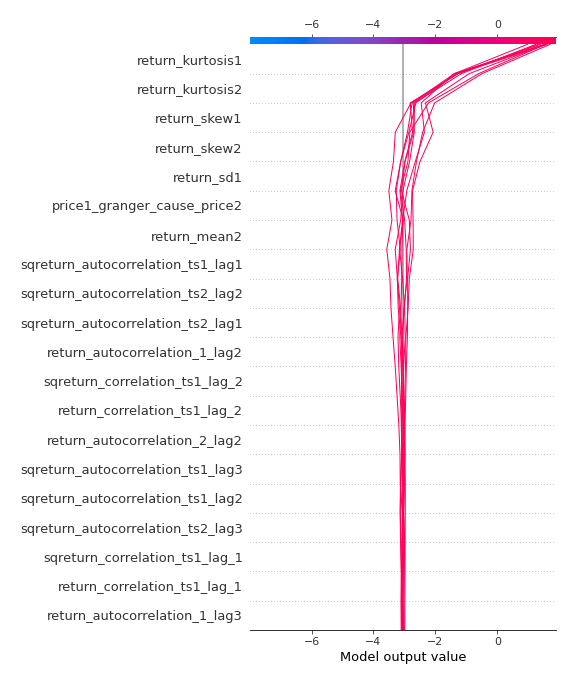 −6 −4 −2 0
return_kurtosis1
return_kurtosis2
return_skew1
return_skew2
return_sd1
price1_granger_cause_price2
return_mean2
sqreturn_autocorrelation_ts1_lag1
sqreturn_autocorrelation_ts2_lag2
sqreturn_autocorrelation_ts2_lag1
return_autocorrelation_1_lag2
sqreturn_correlation_ts1_lag_2
return_correlation_ts1_lag_2
return_autocorrelation_2_lag2
sqreturn_autocorrelation_ts1_lag3
sqreturn_autocorrelation_ts1_lag2
sqreturn_autocorrelation_ts2_lag3
sqreturn_correlation_ts1_lag_1
return_correlation_ts1_lag_1
return_autocorrelation_1_lag3
−6 −4 −2 0
Model output value